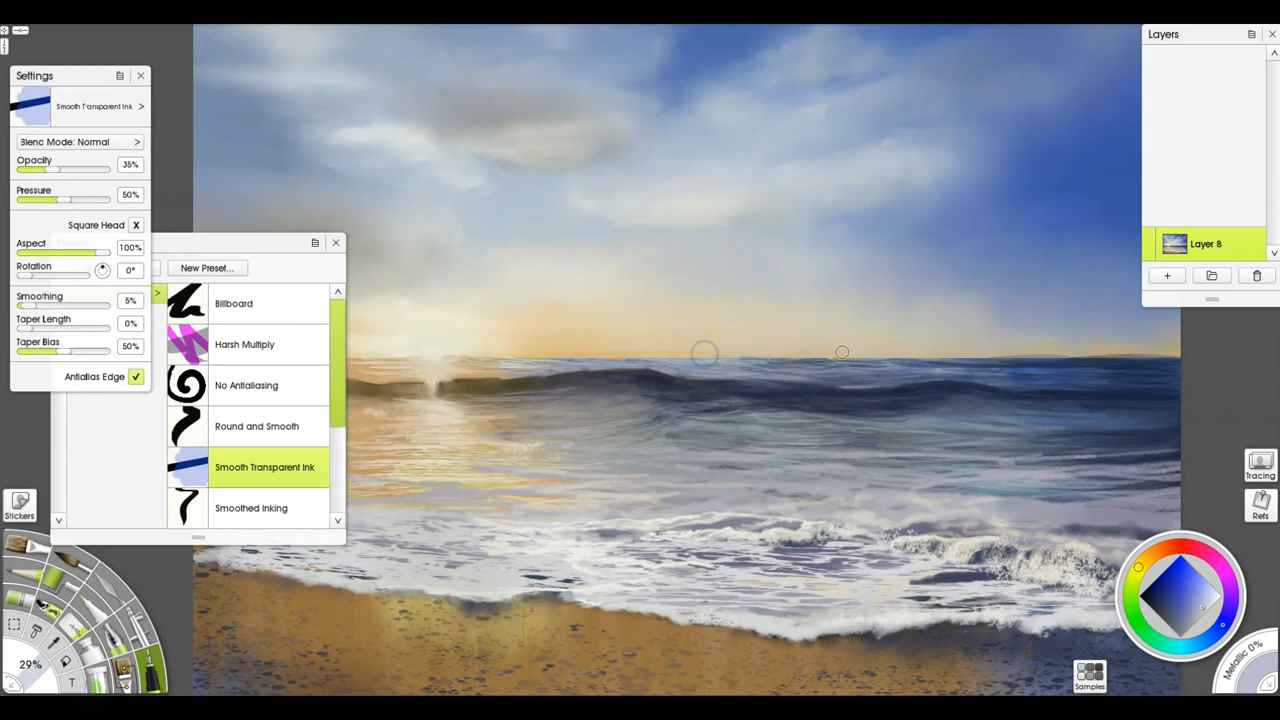 Settings
Smooth Transparent Ink >
Blend Mode: Normal >
Opacity 35%
Pressure 50%
Square Head X
Aspect 100%
Rotation 0°
Smoothing 5%
Taper Length 0%
Taper Bias 50%
Antialias Edge
New Preset...
Billboard
Harsh Multiply
No Antialiasing
Round and Smooth
Smooth Transparent Ink
Smoothed Inking
Layers
Layer 8
Tracing
Refs
Stickers
29%
T
Samples
Metallic 0%